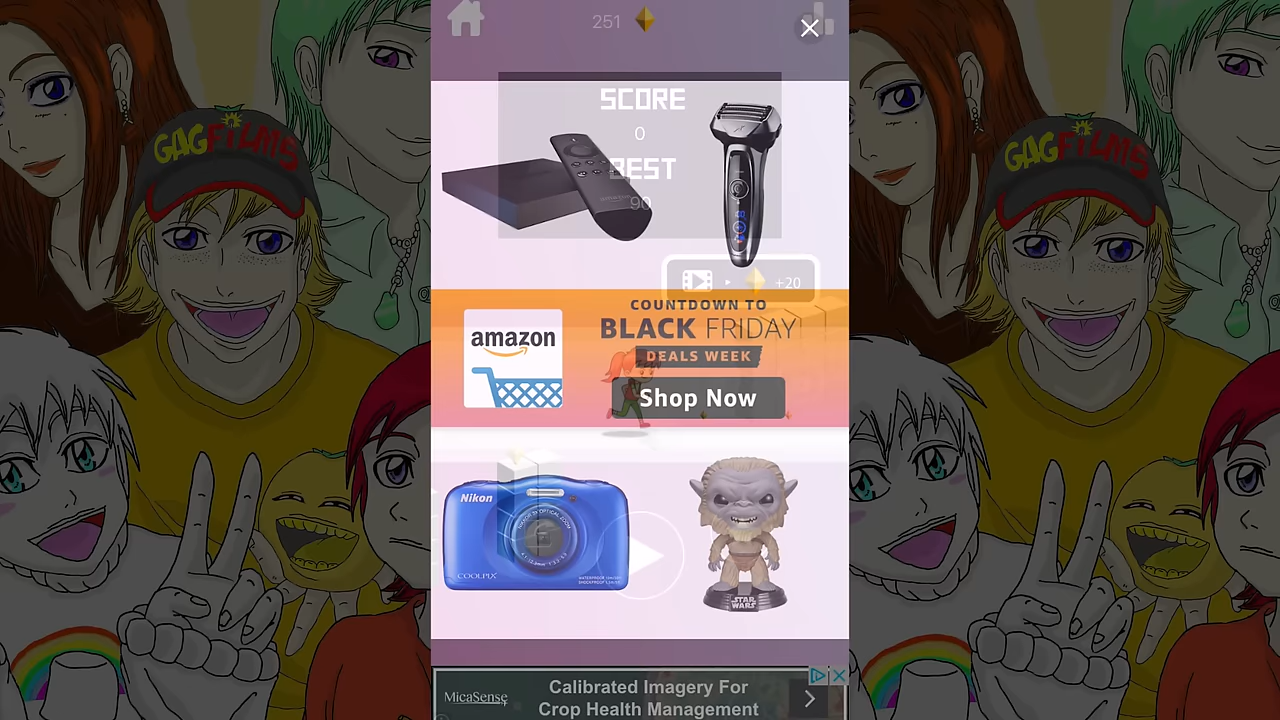 251
SCORE
0
BEST
90
+20
COUNTDOWN TO
BLACK FRIDAY
DEALS WEEK
amazon
Shop Now
Nikon
COOLPIX
STAR
WARS
MicaSense
Calibrated Imagery For
Crop Health Management
GAGFILMS
GAGFILMS